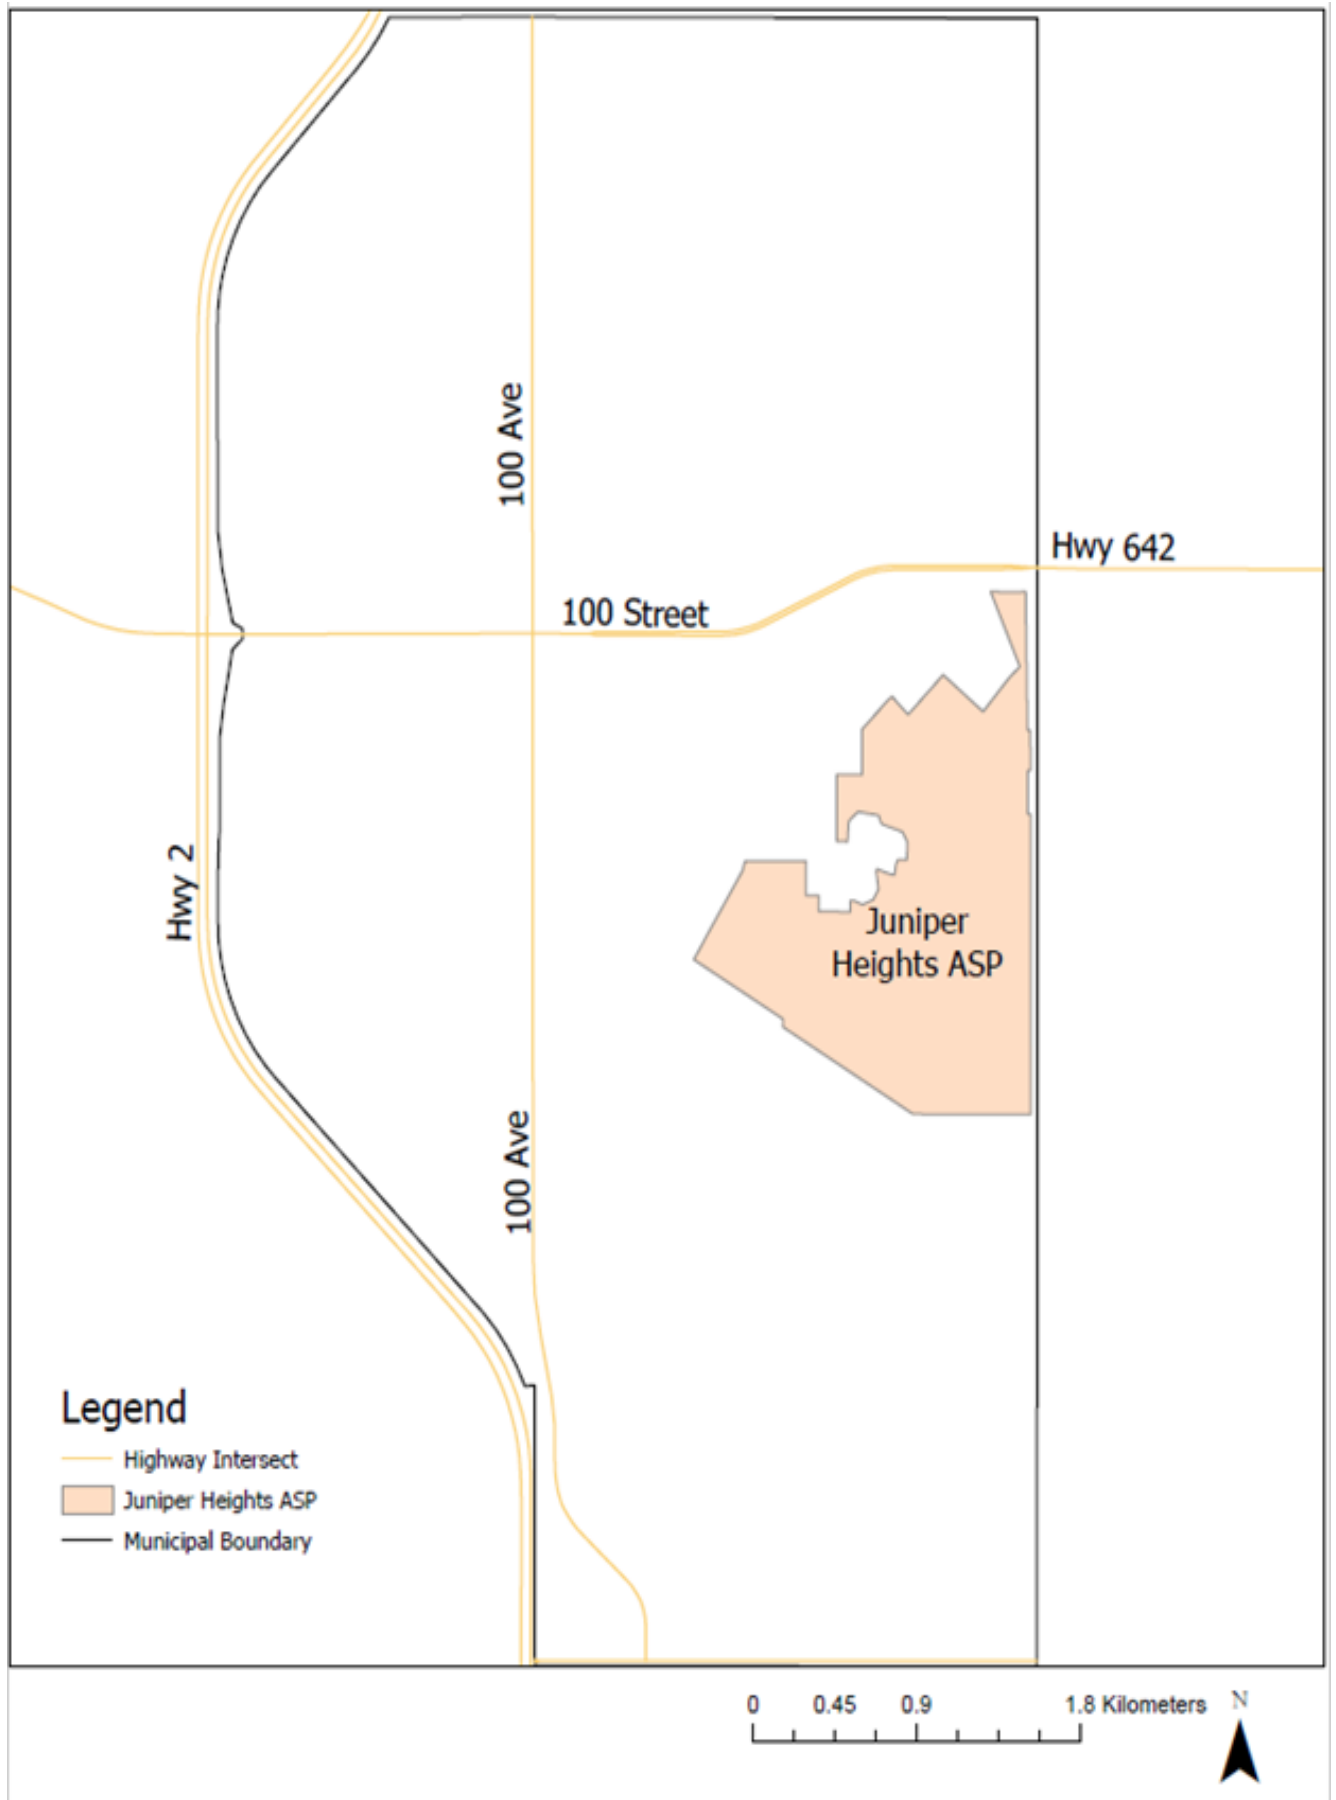 100 Ave
Hwy 642
100 Street
Hwy 2
Juniper
Heights ASP
100 Ave
Legend
Highway Intersect
Juniper Heights ASP
Municipal Boundary
0 0.45 0.9 1.8 Kilometers
N